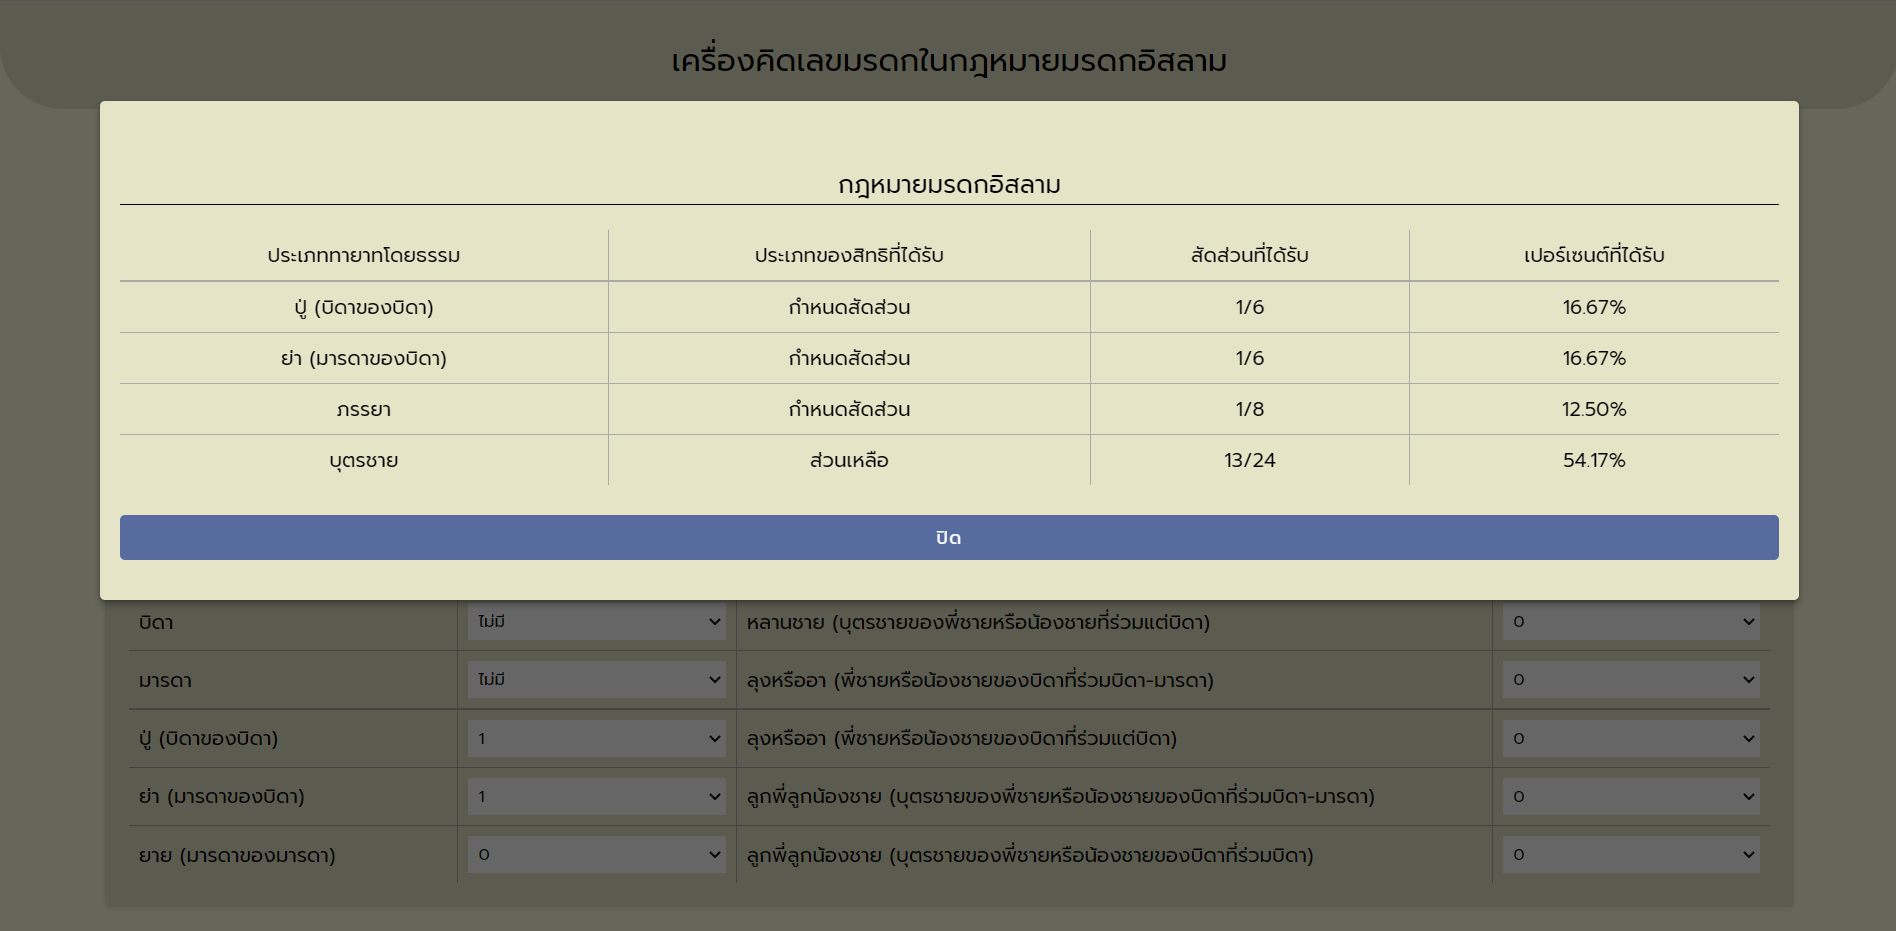 เครื่องคิดเลขมรดกในกฎหมายมรดกอิสลาม
กฎหมายมรดกอิสลาม
ประเภททายาทโดยธรรม ประเภทของสิทธิที่ได้รับ สัดส่วนที่ได้รับ เปอร์เซนต์ที่ได้รับ
ปู่ (บิดาของบิดา) กำหนดสัดส่วน 1/6 16.67%
ย่า (มารดาของบิดา) กำหนดสัดส่วน 1/6 16.67%
ภรรยา กำหนดสัดส่วน 1/8 12.50%
บุตรชาย ส่วนเหลือ 13/24 54.17%
ปิด
บิดา ไม่มี หลานชาย (บุตรชายของพี่ชายหรือน้องชายที่ร่วมแต่บิดา) 0
มารดา ไม่มี ลุงหรืออา (พี่ชายหรือน้องชายของบิดาที่ร่วมบิดา-มารดา) 0
ปู่ (บิดาของบิดา) 1 ลุงหรืออา (พี่ชายหรือน้องชายของบิดาที่ร่วมแต่บิดา) 0
ย่า (มารดาของบิดา) 1 ลูกพี่ลูกน้องชาย (บุตรชายของพี่ชายหรือน้องชายของบิดาที่ร่วมบิดา-มารดา) 0
ยาย (มารดาของมารดา) 0 ลูกพี่ลูกน้องชาย (บุตรชายของพี่ชายหรือน้องชายของบิดาที่ร่วมบิดา) 0